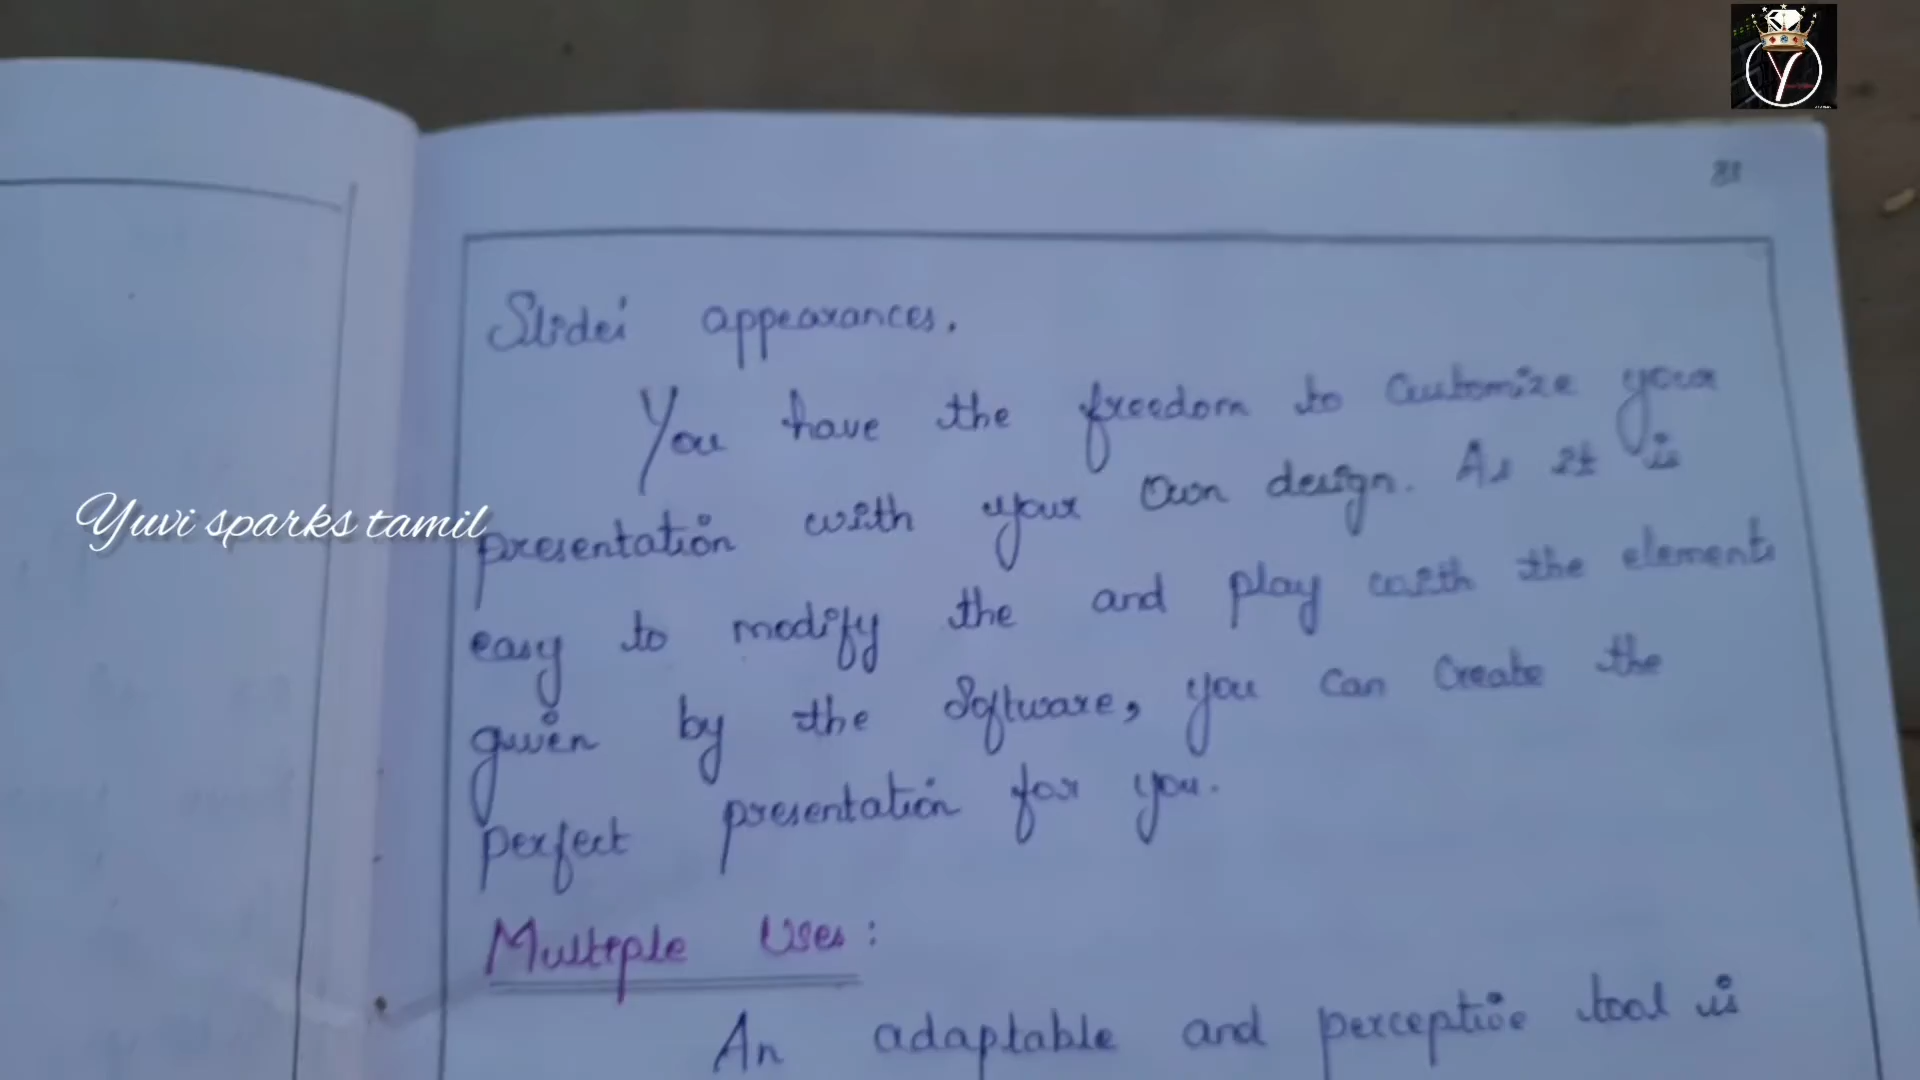 88
Slides appearances.
You have the freedom to Customize your
presentation with your own design. As it is
easy to modify the and play with the elements
given by the Software, you can Create the
perfect presentation for you.
Multiple Uses:
An adaptable and perceptive tool is
Yuvi sparks tamil
Y